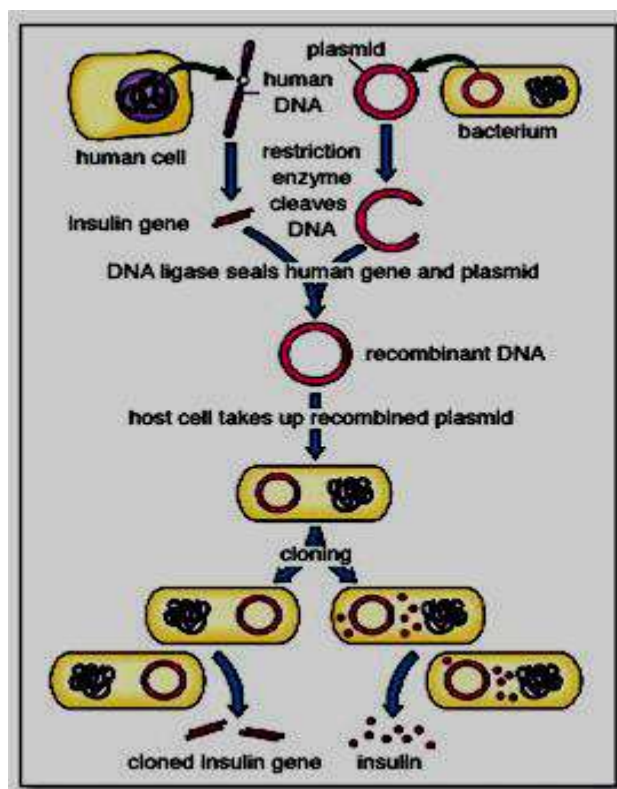 plasmid
human
DNA
human cell
bacterium
restriction
enzyme
cleaves
DNA
insulin gene
DNA ligase seals human gene and plasmid
recombinant DNA
host cell takes up recombined plasmid
cloning
cloned insulin gene
insulin